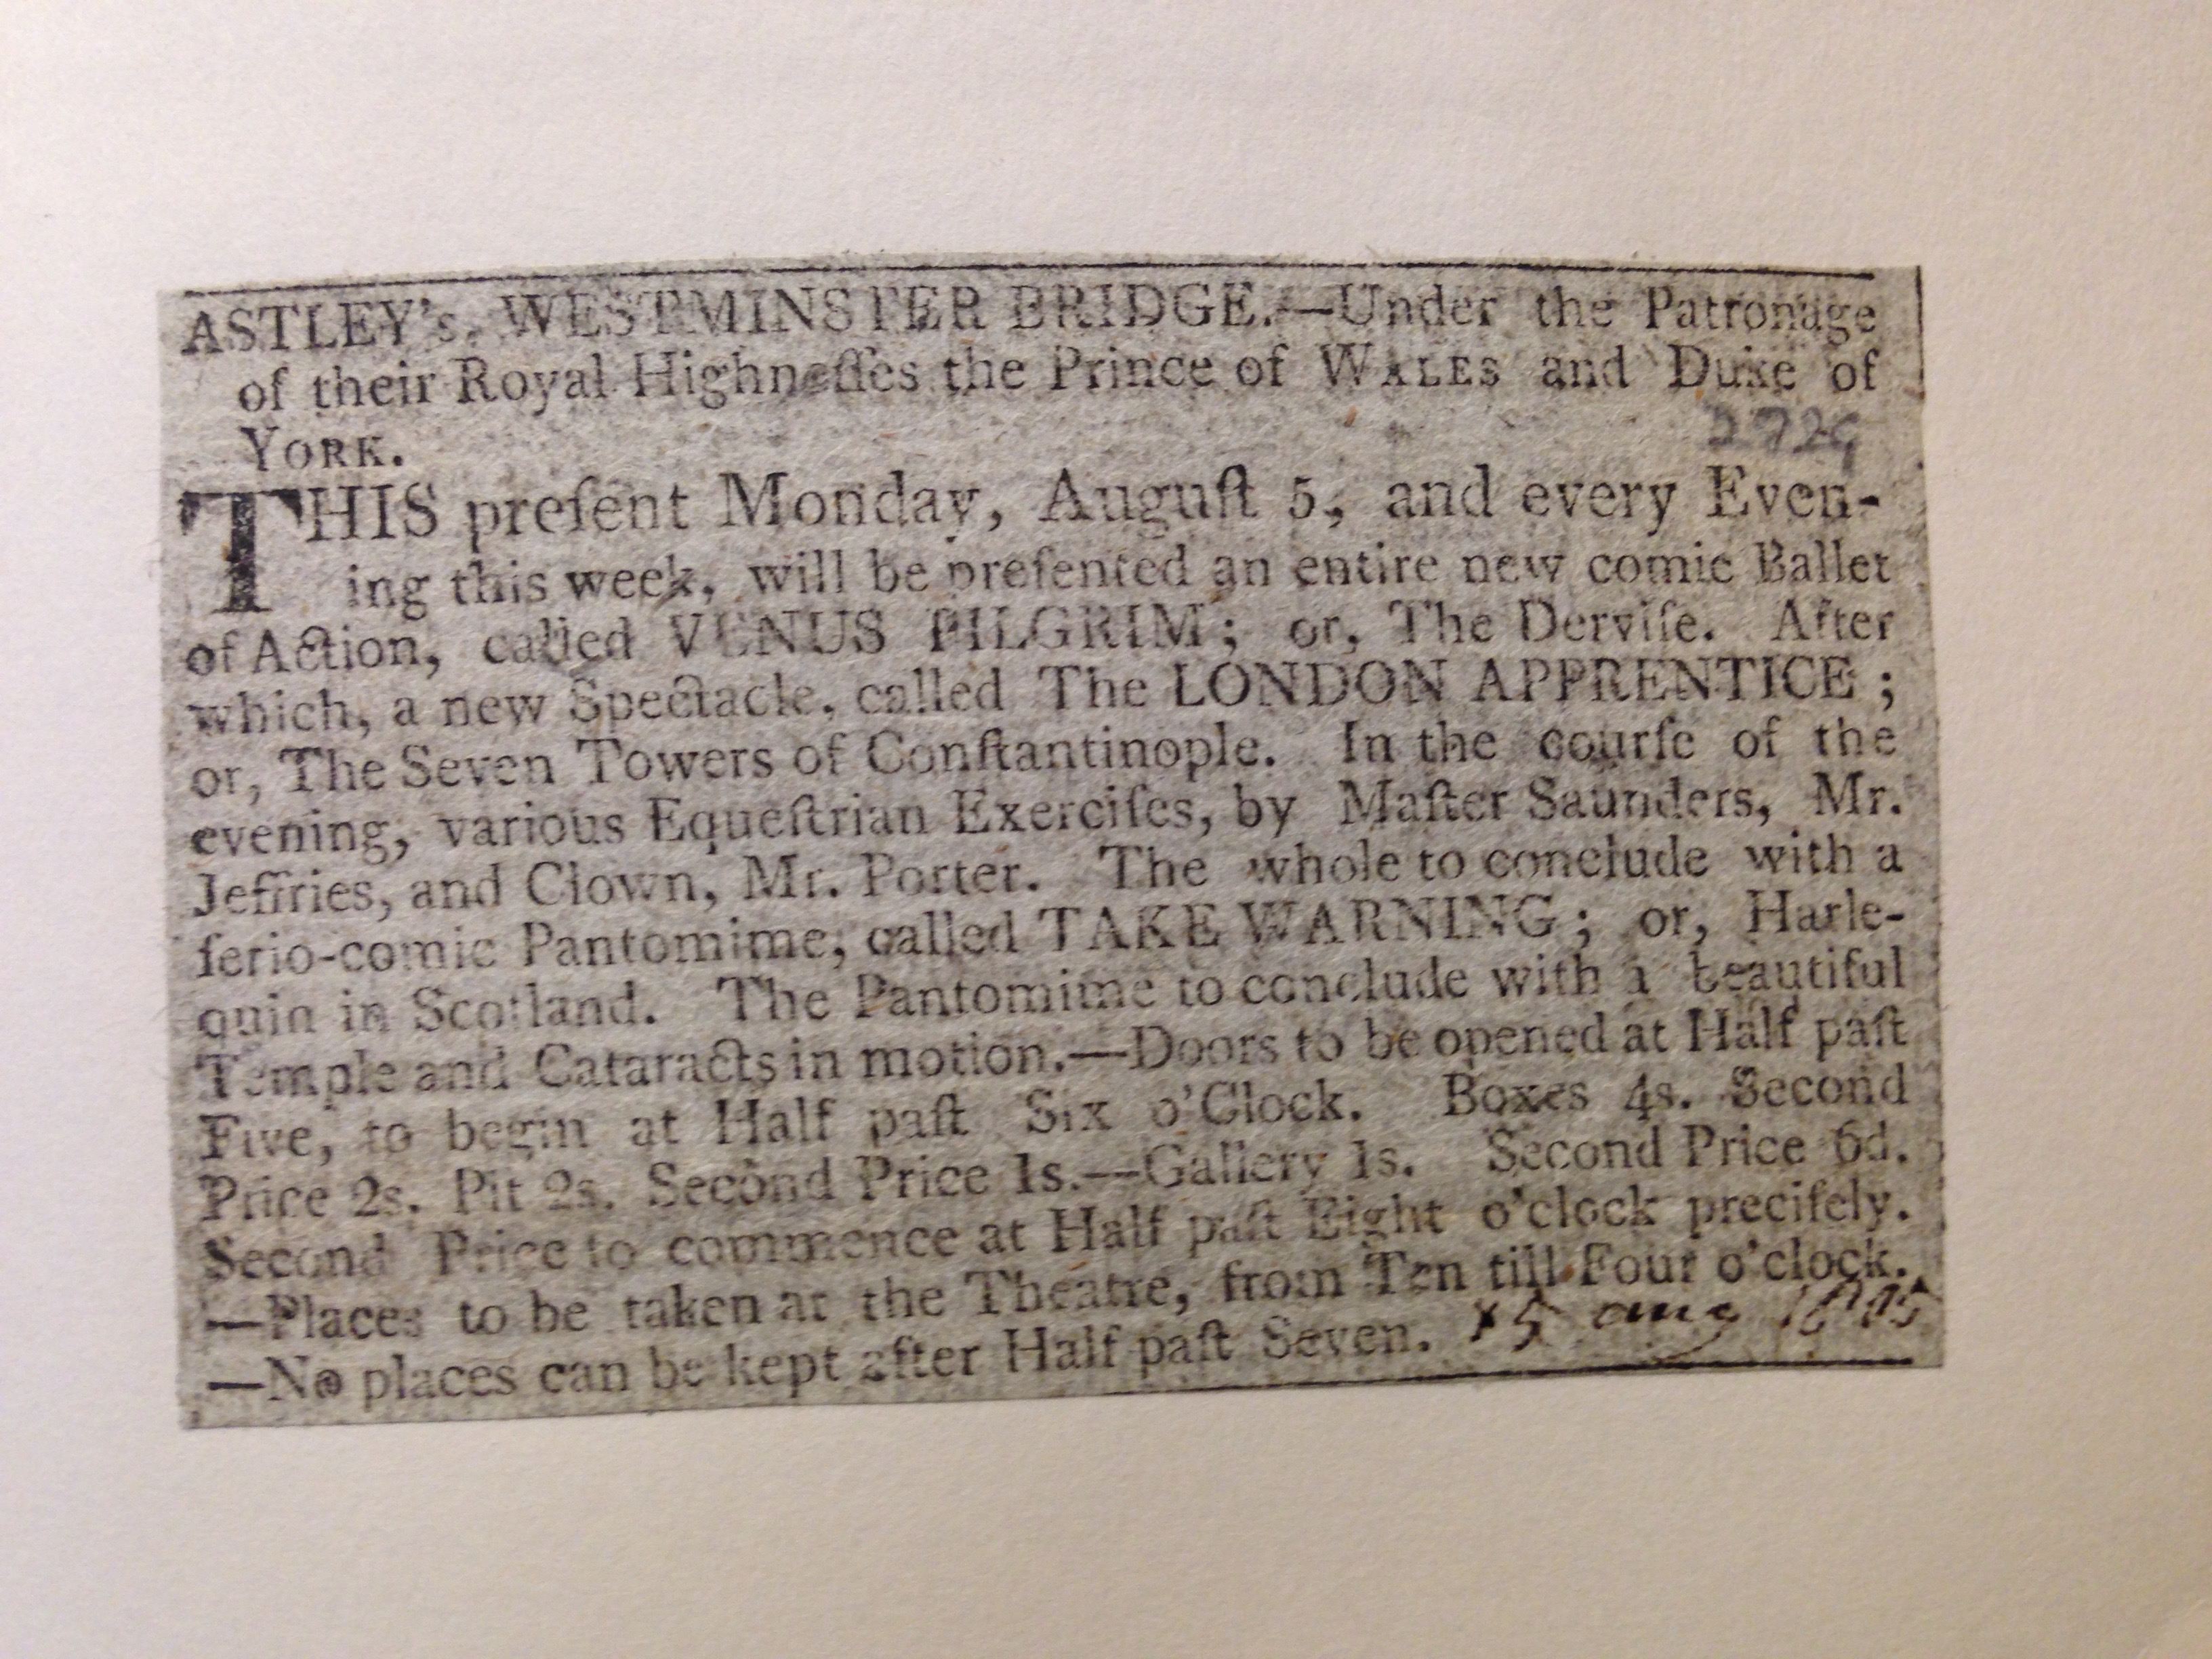 ASTLEY's, WESTMINSTER BRIDGE.—Under the Patronage
of their Royal Highneſſes the Prince of WALES and Duke of
YORK.
THIS preſent Monday, Auguſt 5, and every Even-
ing this week, will be preſented an entire new comic Ballet
of Action, called VENUS PILGRIM; or, The Derviſe. After
which, a new Spectacle, called The LONDON APPRENTICE;
or, The Seven Towers of Conſtantinople. In the courſe of the
evening, various Equeſtrian Exerciſes, by Maſter Saunders, Mr.
Jeffries, and Clown, Mr. Porter. The whole to conclude with a
ſerio-comic Pantomime, called TAKE WARNING; or, Harle-
quin in Scotland. The Pantomime to conclude with a beautiful
Temple and Cataracts in motion.—Doors to be opened at Half paſt
Five, to begin at Half paſt Six o'Clock. Boxes 4s. Second
Price 2s. Pit 2s. Second Price 1s.—Gallery 1s. Second Price 6d.
Second Price to commence at Half paſt Eight o'clock preciſely.
—Places to be taken at the Theatre, from Ten till Four o'clock.
—No places can be kept after Half paſt Seven. 5 aug 1805